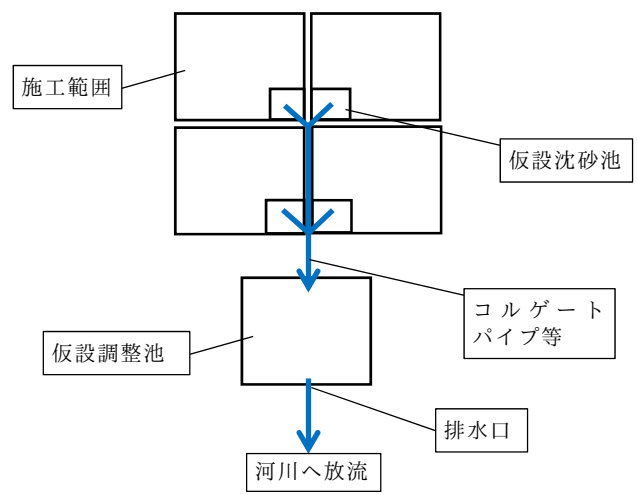 施工範囲
仮設沈砂池
コルゲート
パイプ等
仮設調整池
排水口
河川へ放流